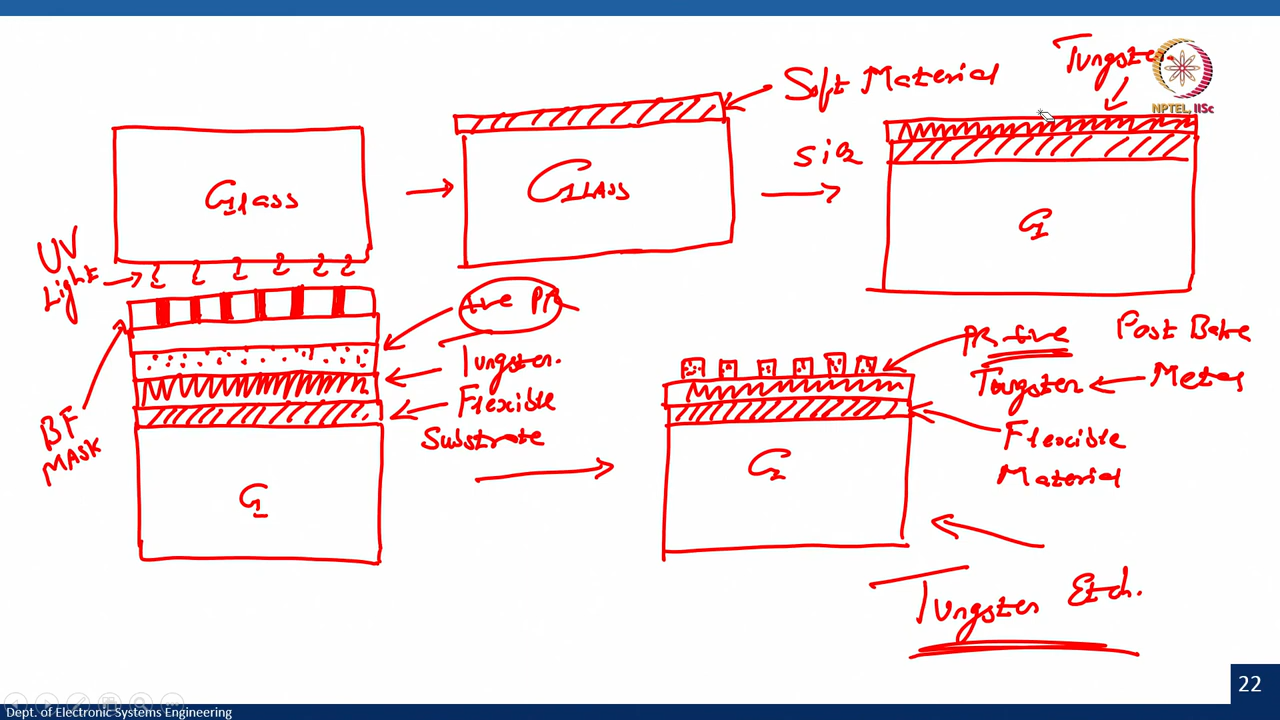 Tungsten
NPTEL, IISc
Soft Material
SiO2
Glass
GLASS
G
UV
Light
+ve PR
Tungsten.
Flexible
Substrate
BF
MASK
G
PR +ve
Post Bake
Tungsten
Metal
Flexible
Material
G
Tungsten Etch.
22
Dept. of Electronic Systems Engineering